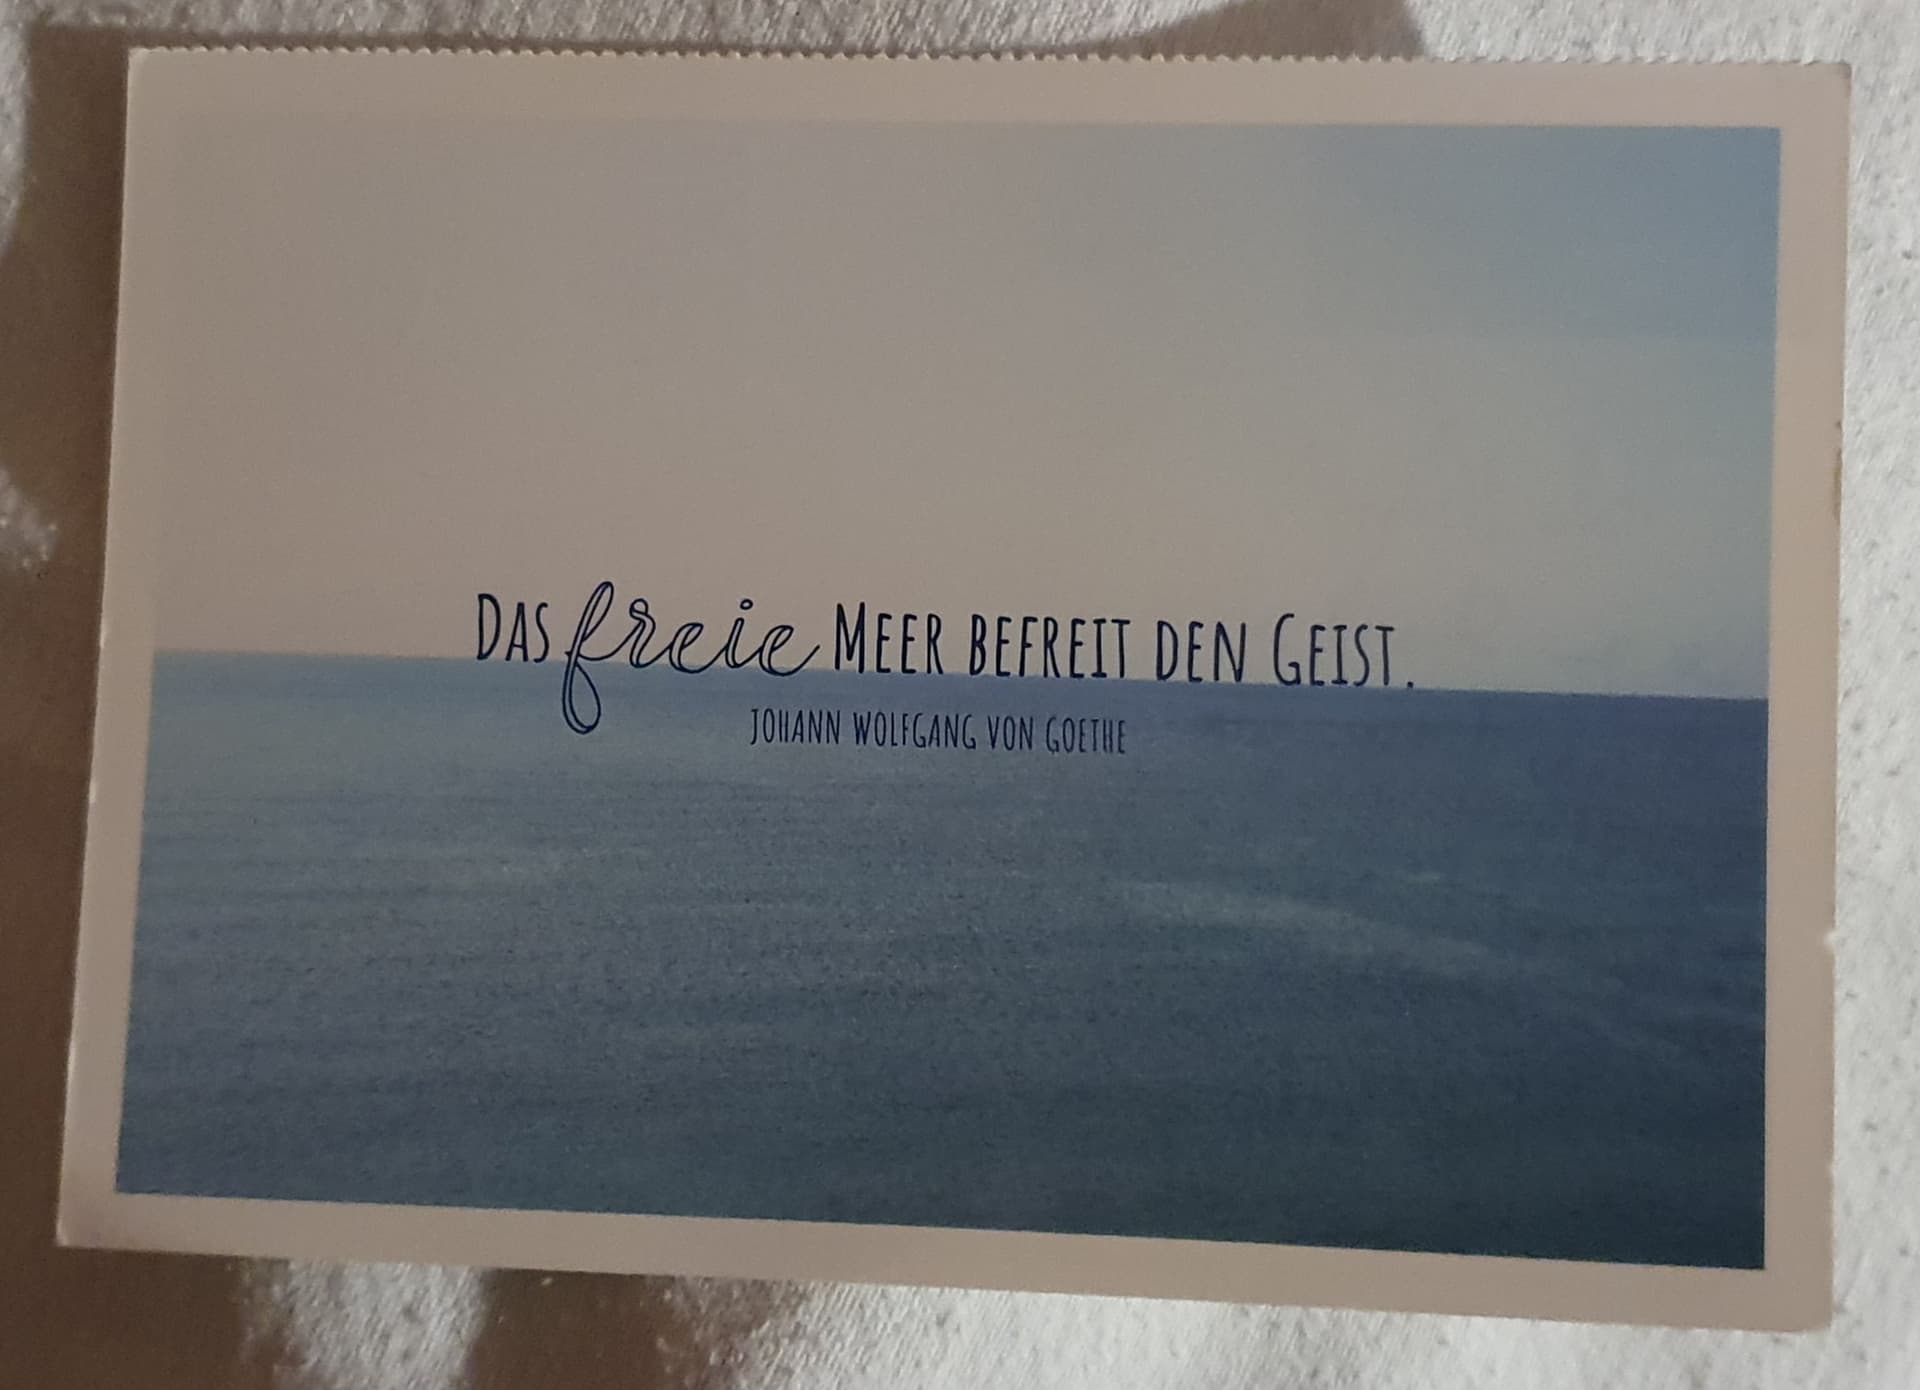 Das freie Meer befreit den Geist.
Johann Wolfgang von Goethe